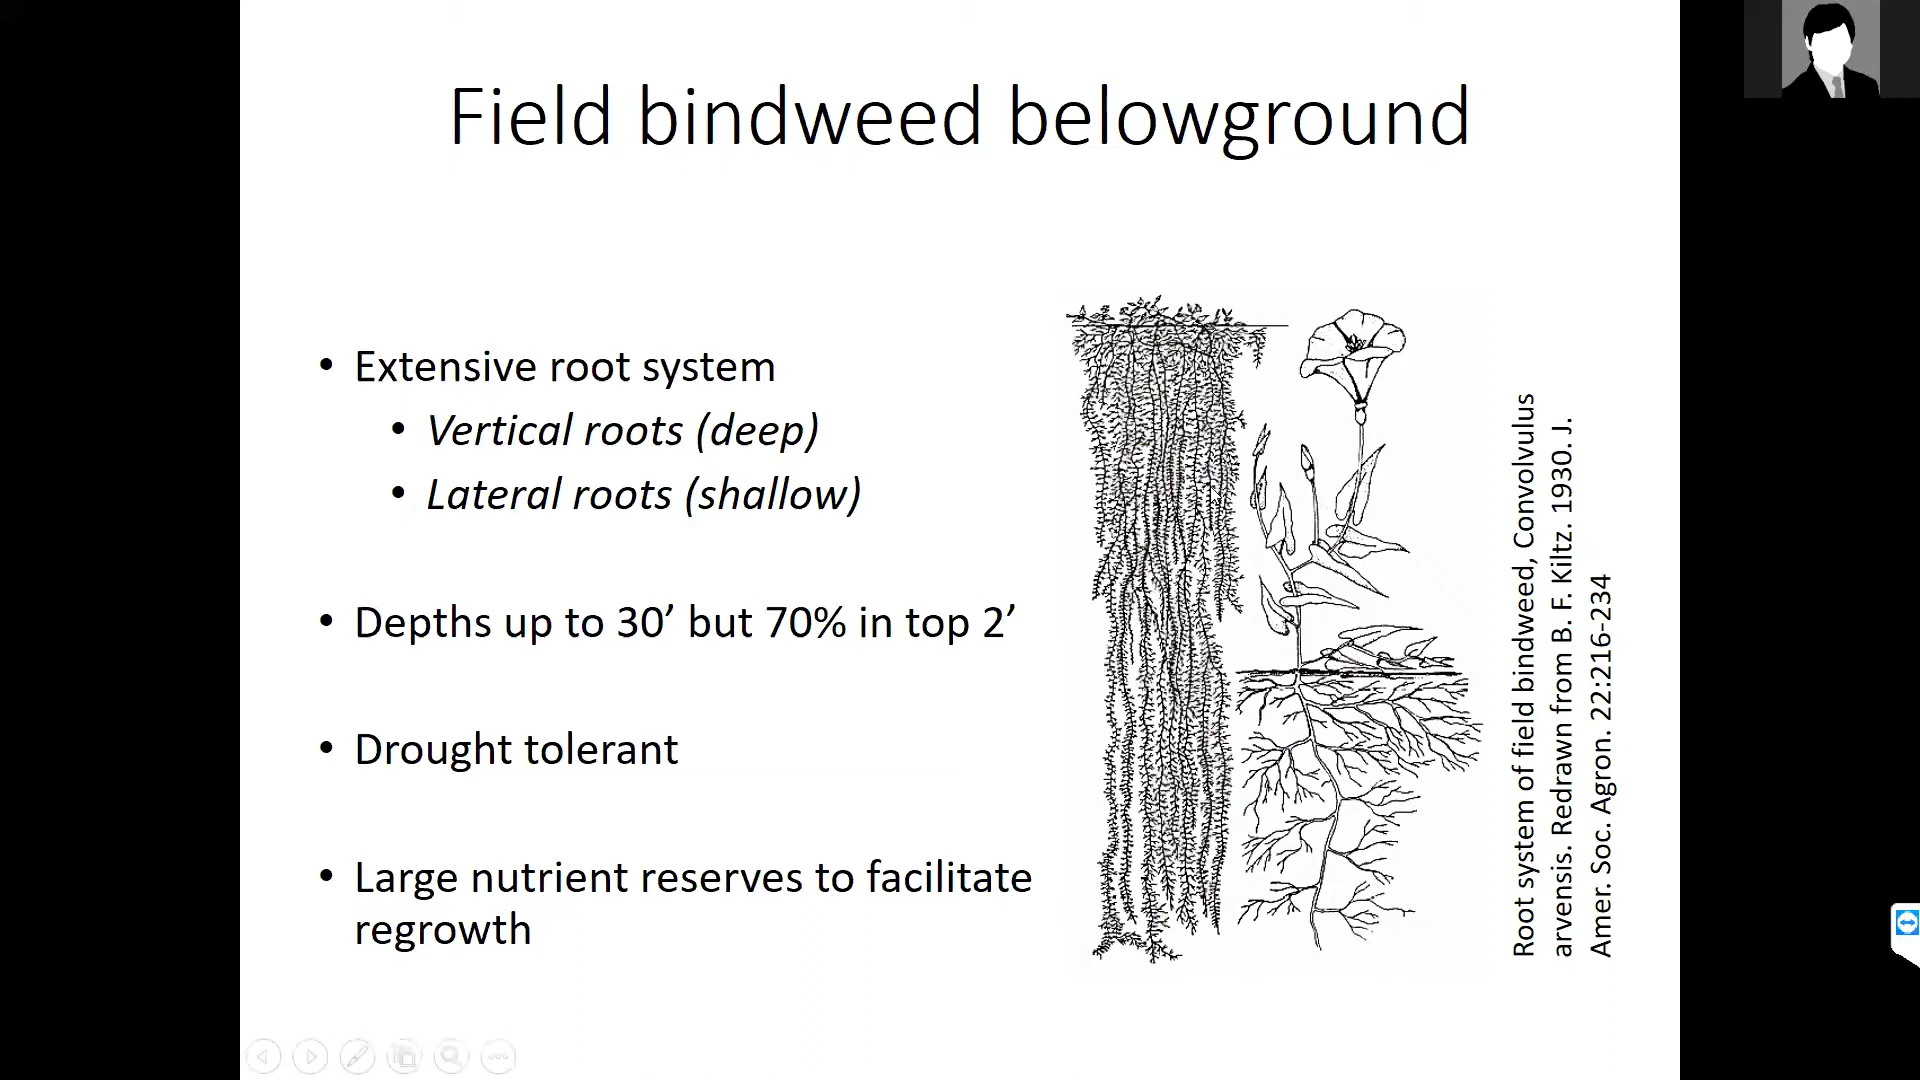 Field bindweed belowground
• Extensive root system
• Vertical roots (deep)
• Lateral roots (shallow)
• Depths up to 30’ but 70% in top 2’
• Drought tolerant
• Large nutrient reserves to facilitate
regrowth
Root system of field bindweed, Convolvulus
arvensis. Redrawn from B. F. Kiltz. 1930. J.
Amer. Soc. Agron. 22:216-234